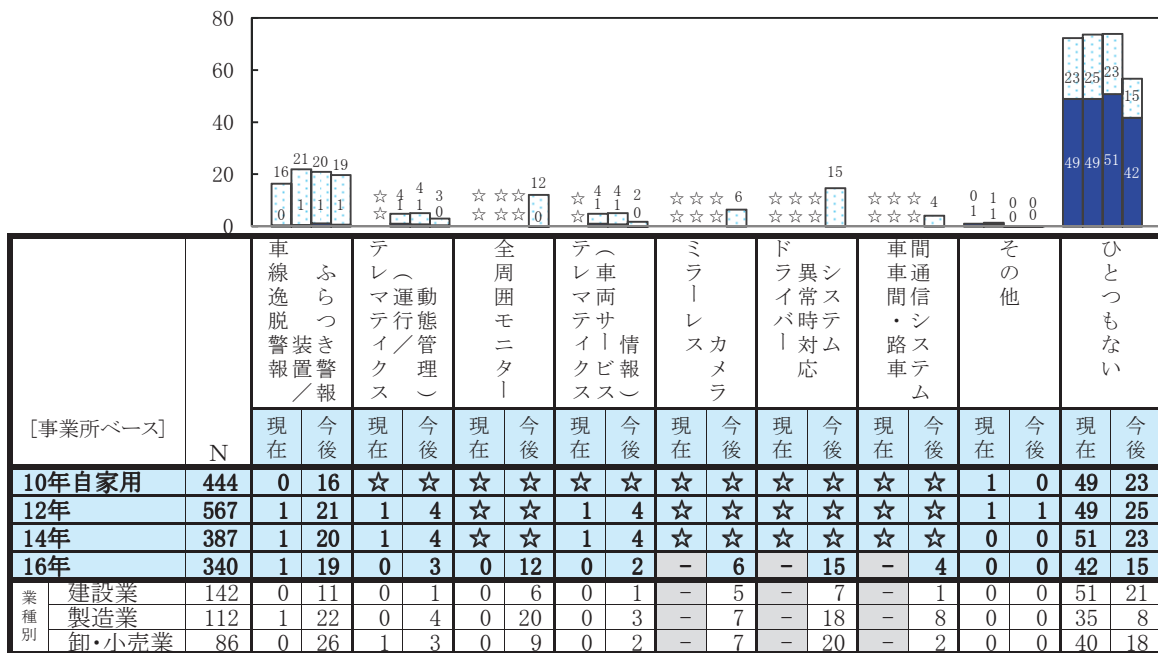 80
60
40
20
0
16 21 20 19
0 1 1 1
☆ 4 4 3
☆ 1 1 0
☆ ☆☆ 12
☆ ☆☆ 0
☆ 4 4 2
☆ 1 1 0
☆ ☆ ☆ 6
☆ ☆ ☆
☆ ☆ ☆ 15
☆ ☆ ☆
☆ ☆ ☆ 4
☆ ☆ ☆
0 1 0 0
1 1 0 0
23 25 23 15
49 49 51 42
車線逸脱警報装置/ふらつき警報
テレマティクス(運行/動態管理)
全周囲モニター
テレマティクス(車両サービス情報)
ミラーレスカメラ
ドライバー異常時対応システム
車車間・路車間通信システム
その他
ひとつもない
[事業所ベース] N 現在 今後 現在 今後 現在 今後 現在 今後 現在 今後 現在 今後 現在 今後 現在 今後 現在 今後
10年自家用 444 0 16 ☆ ☆ ☆ ☆ ☆ ☆ ☆ ☆ ☆ ☆ ☆ ☆ 1 0 49 23
12年 567 1 21 1 4 ☆ ☆ 1 4 ☆ ☆ ☆ ☆ ☆ ☆ 1 1 49 25
14年 387 1 20 1 4 ☆ ☆ 1 4 ☆ ☆ ☆ ☆ ☆ ☆ 0 0 51 23
16年 340 1 19 0 3 0 12 0 2 − 6 − 15 − 4 0 0 42 15
業種別
建設業 142 0 11 0 1 0 6 0 1 − 5 − 7 − 1 0 0 51 21
製造業 112 1 22 0 4 0 20 0 3 − 7 − 18 − 8 0 0 35 8
卸・小売業 86 0 26 1 3 0 9 0 2 − 7 − 20 − 2 0 0 40 18